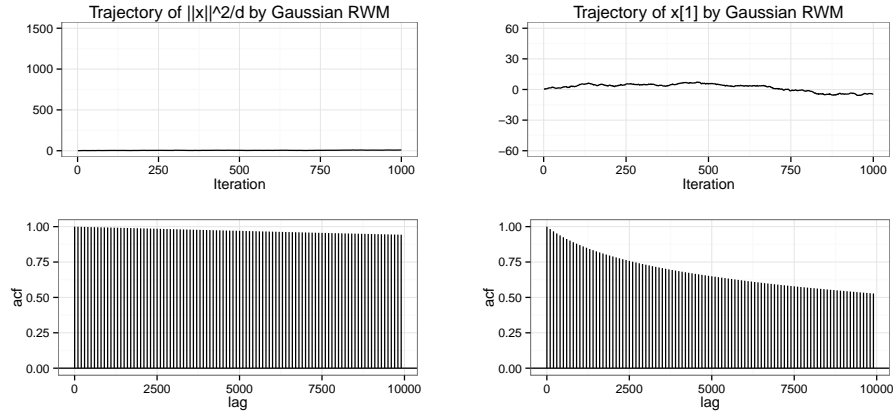 Trajectory of ||x||^2/d by Gaussian RWM
1500
1000
500
0
0 250 500 750 1000
Iteration
Trajectory of x[1] by Gaussian RWM
60
30
0
−30
−60
0 250 500 750 1000
Iteration
1.00
0.75
0.50
0.25
0.00
acf
0 2500 5000 7500 10000
lag
1.00
0.75
0.50
0.25
0.00
acf
0 2500 5000 7500 10000
lag